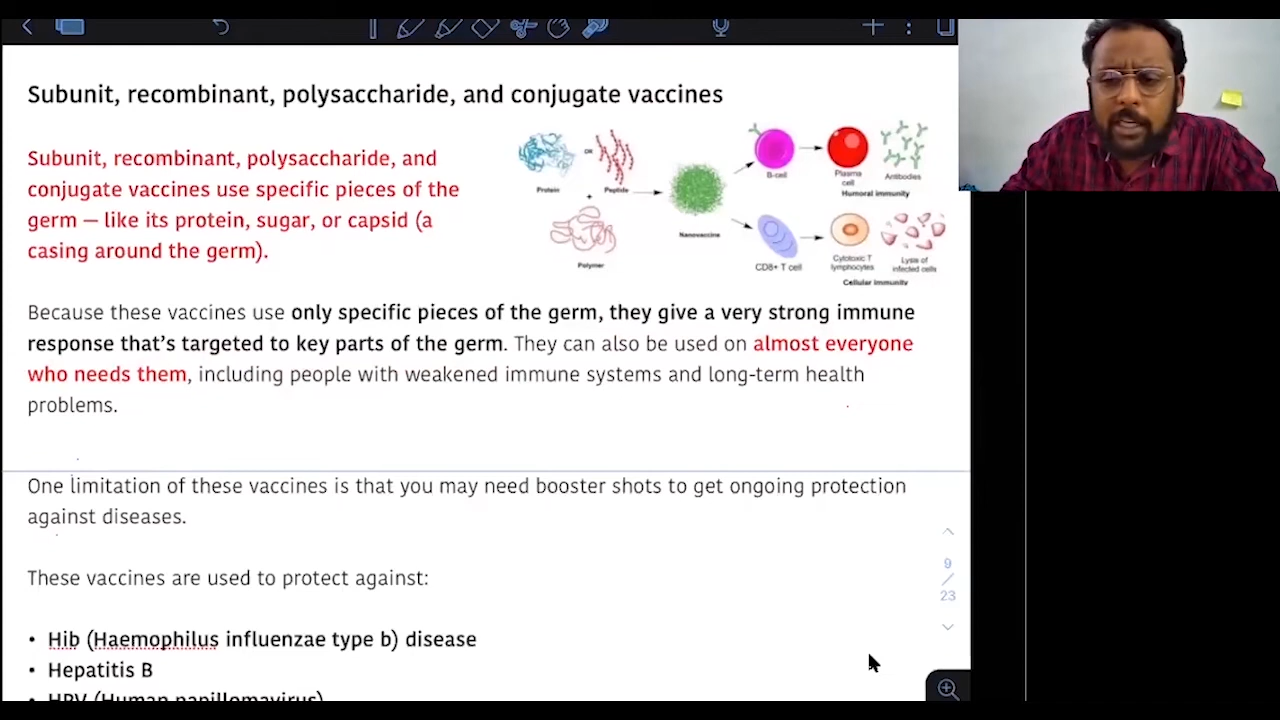 Subunit, recombinant, polysaccharide, and conjugate vaccines
Subunit, recombinant, polysaccharide, and
conjugate vaccines use specific pieces of the
germ – like its protein, sugar, or capsid (a
casing around the germ).
Protein
OR
Peptide
+
Polymer
Nanovaccine
B-cell
Plasma
cell
Antibodies
Humoral immunity
CD8+ T cell
Cytotoxic T
lymphocytes
Lysis of
infected cells
Cellular immunity
Because these vaccines use only specific pieces of the germ, they give a very strong immune
response that's targeted to key parts of the germ. They can also be used on almost everyone
who needs them, including people with weakened immune systems and long-term health
problems.
One limitation of these vaccines is that you may need booster shots to get ongoing protection
against diseases.
These vaccines are used to protect against:
• Hib (Haemophilus influenzae type b) disease
• Hepatitis B
• HPV (Human papillomavirus)
9
/
23